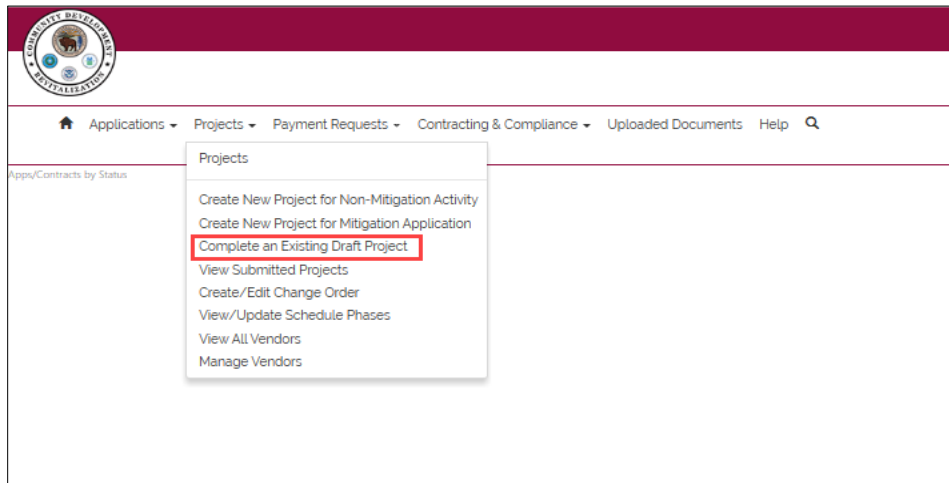 COMMUNITY DEVELOPMENT
REVITALIZATION
Applications Projects Payment Requests Contracting & Compliance Uploaded Documents Help
Projects
Apps/Contracts by Status
Create New Project for Non-Mitigation Activity
Create New Project for Mitigation Application
Complete an Existing Draft Project
View Submitted Projects
Create/Edit Change Order
View/Update Schedule Phases
View All Vendors
Manage Vendors